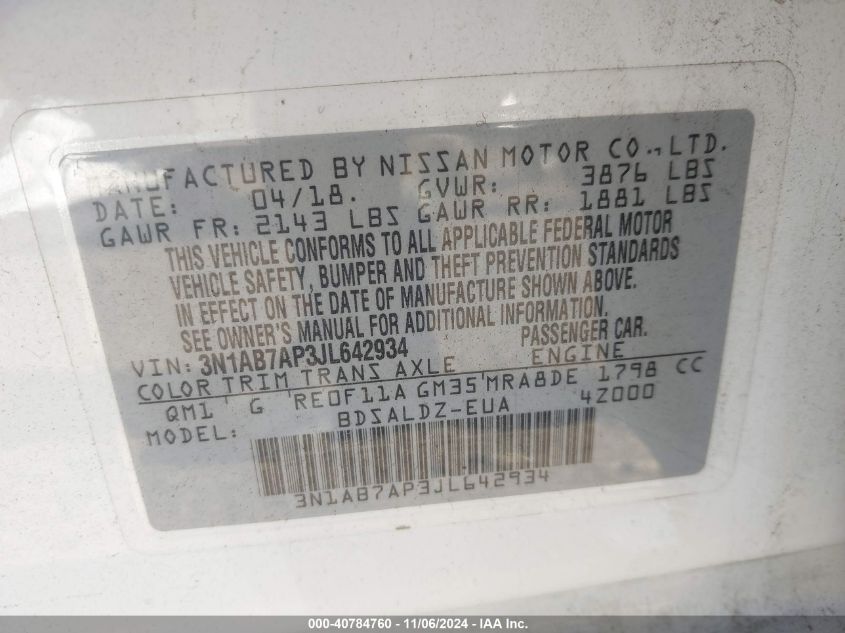 MANUFACTURED BY NISSAN MOTOR CO., LTD.
DATE: 04/18. GVWR: 3876 LBS
GAWR FR: 2143 LBS GAWR RR: 1881 LBS
THIS VEHICLE CONFORMS TO ALL APPLICABLE FEDERAL MOTOR
VEHICLE SAFETY, BUMPER AND THEFT PREVENTION STANDARDS
IN EFFECT ON THE DATE OF MANUFACTURE SHOWN ABOVE.
SEE OWNER'S MANUAL FOR ADDITIONAL INFORMATION.
VIN: 3N1AB7AP3JL642934 PASSENGER CAR.
COLOR TRIM TRANS AXLE ENGINE
QM1 G RE0F11A GM35 MRA8DE 1798 CC
MODEL: BDSALDZ-EUA 4Z000
3N1AB7AP3JL642934
000-40784760 - 11/06/2024 - IAA Inc.